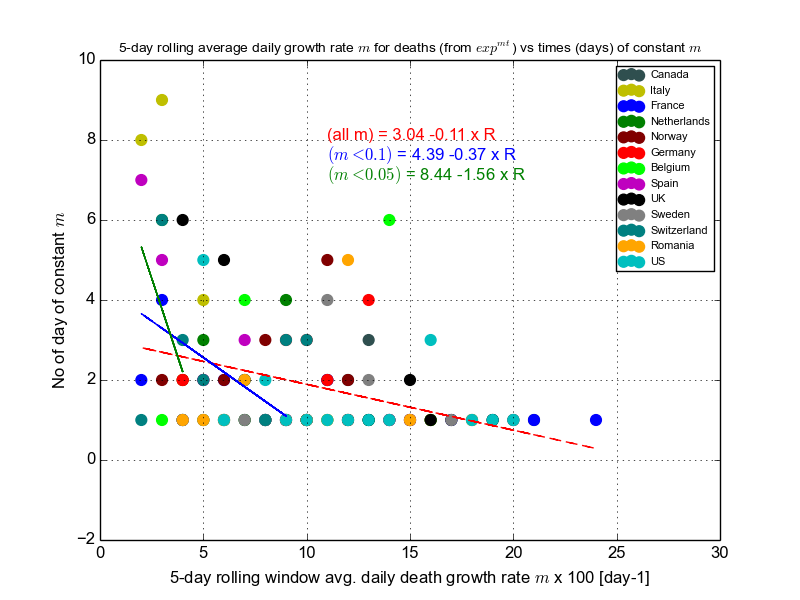 5-day rolling average daily growth rate m for deaths (from exp^mt) vs times (days) of constant m
10
8
6
4
2
0
−2
No of day of constant m
(all m) = 3.04 -0.11 x R
(m <0.1) = 4.39 -0.37 x R
(m <0.05) = 8.44 -1.56 x R
Canada
Italy
France
Netherlands
Norway
Germany
Belgium
Spain
UK
Sweden
Switzerland
Romania
US
0 5 10 15 20 25 30
5-day rolling window avg. daily death growth rate m x 100 [day-1]